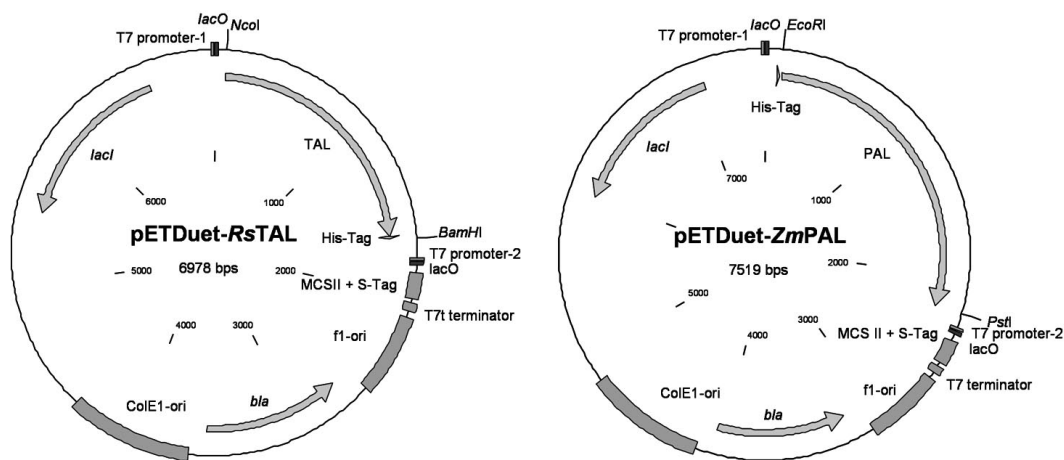 lacO
NcoI
T7 promoter-1
TAL
lacI
6000
1000
pETDuet-RsTAL
6978 bps
His-Tag
BamHI
T7 promoter-2
lacO
5000
2000
MCSII + S-Tag
T7t terminator
4000
3000
f1-ori
ColE1-ori
bla
lacO
EcoRI
T7 promoter-1
His-Tag
lacI
PAL
7000
1000
pETDuet-ZmPAL
7519 bps
2000
5000
3000
4000
PstI
MCS II + S-Tag
T7 promoter-2
lacO
T7 terminator
ColE1-ori
f1-ori
bla